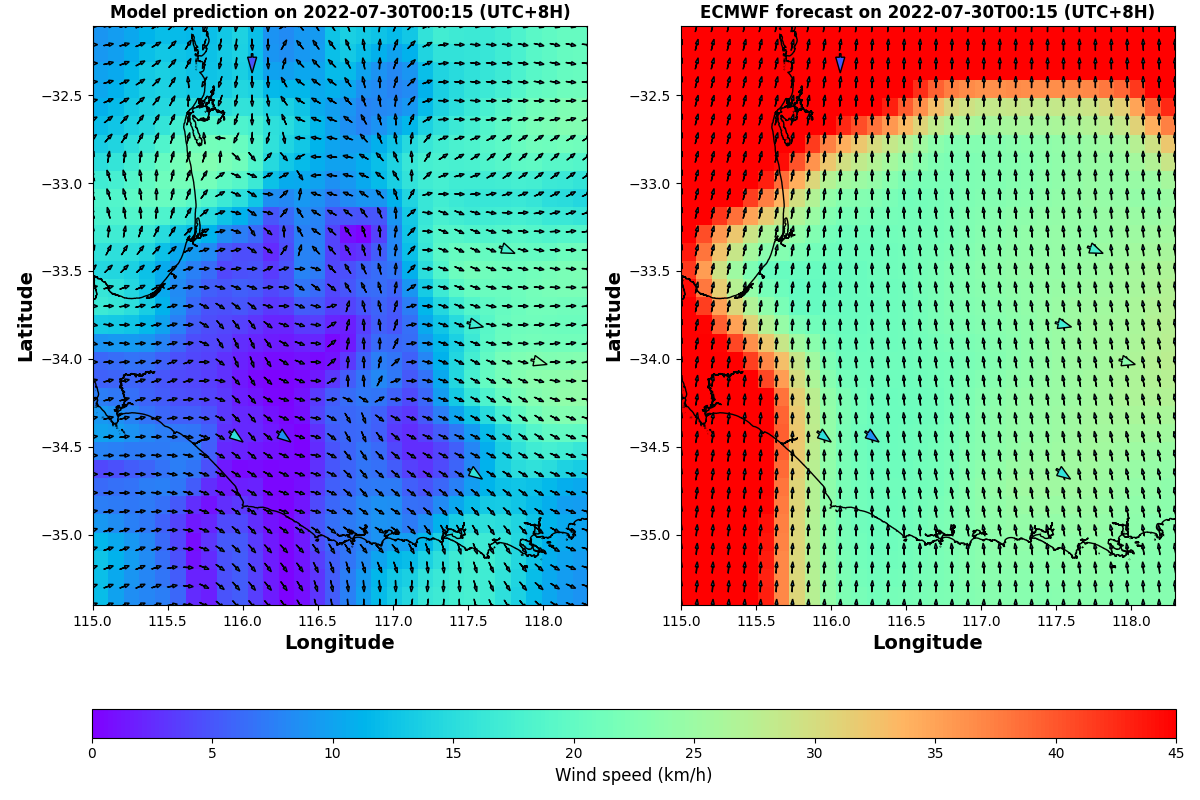 Model prediction on 2022-07-30T00:15 (UTC+8H)
ECMWF forecast on 2022-07-30T00:15 (UTC+8H)
−32.5
−33.0
−33.5
−34.0
−34.5
−35.0
Latitude
115.0 115.5 116.0 116.5 117.0 117.5 118.0
Longitude
−32.5
−33.0
−33.5
−34.0
−34.5
−35.0
Latitude
115.0 115.5 116.0 116.5 117.0 117.5 118.0
Longitude
0 5 10 15 20 25 30 35 40 45
Wind speed (km/h)